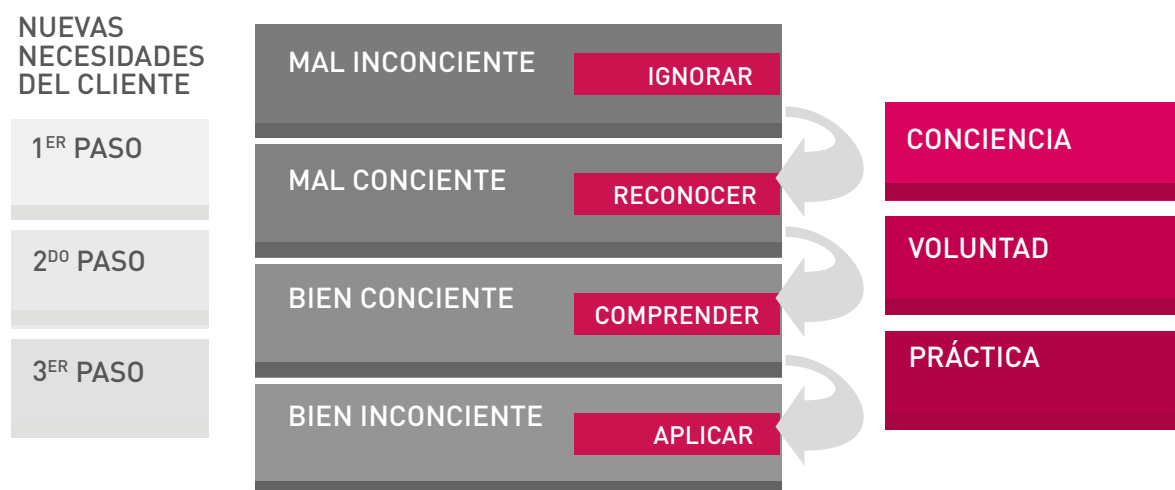 NUEVAS
NECESIDADES
DEL CLIENTE
1ER PASO
2DO PASO
3ER PASO
MAL INCONCIENTE
IGNORAR
MAL CONCIENTE
RECONOCER
BIEN CONCIENTE
COMPRENDER
BIEN INCONCIENTE
APLICAR
CONCIENCIA
VOLUNTAD
PRÁCTICA